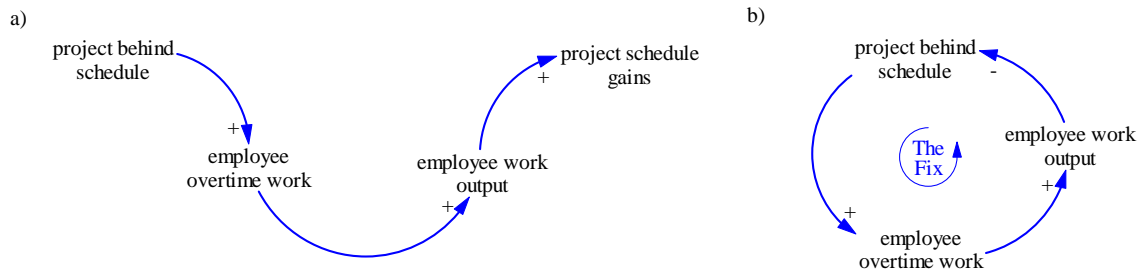 a)
project behind
schedule
+
employee
overtime work
+
employee work
output
+
project schedule
gains
b)
project behind
schedule
-
employee work
output
+
The
Fix
+
employee
overtime work